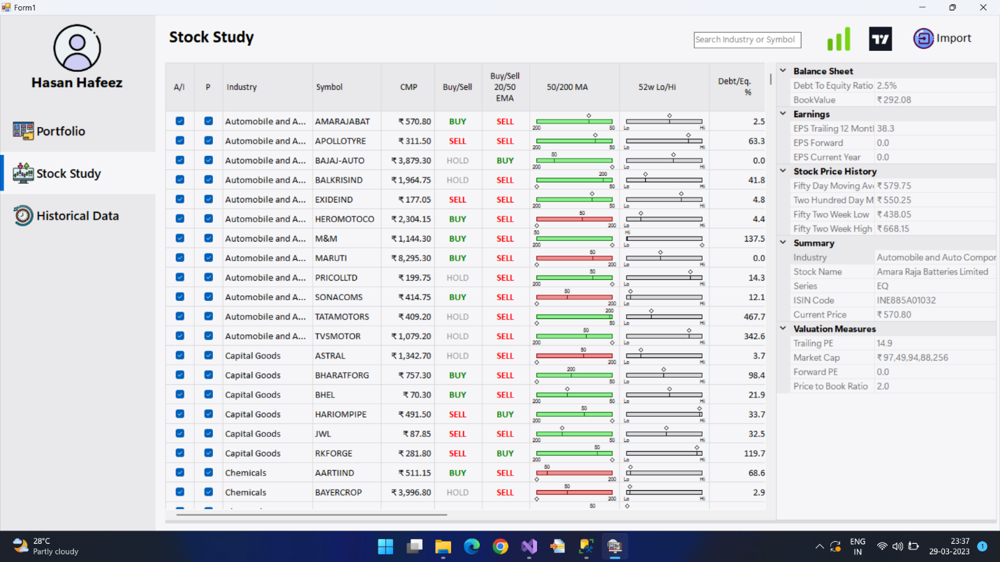 Form1
Hasan Hafeez
Portfolio
Stock Study
Historical Data
Stock Study
Search Industry or Symbol
Import
A/I P Industry Symbol CMP Buy/Sell Buy/Sell 20/50 EMA 50/200 MA 52w Lo/Hi Debt/Eq. %
Automobile and A... AMARAJABAT ₹ 570.80 BUY SELL 200 50 Lo Hi 2.5
Automobile and A... APOLLOTYRE ₹ 311.50 SELL SELL 200 50 Lo Hi 63.3
Automobile and A... BAJAJ-AUTO ₹ 3,879.30 HOLD BUY 50 200 Lo Hi 0.0
Automobile and A... BALKRISIND ₹ 1,964.75 HOLD SELL 200 50 Lo Hi 41.8
Automobile and A... EXIDEIND ₹ 177.05 SELL SELL 200 50 Lo Hi 4.8
Automobile and A... HEROMOTOCO ₹ 2,304.15 BUY SELL 50 200 Lo Hi 4.4
Automobile and A... M&M ₹ 1,144.30 BUY SELL 50 200 Hi Lo 137.5
Automobile and A... MARUTI ₹ 8,295.30 BUY SELL 50 200 Lo Hi 0.0
Automobile and A... PRICOLLTD ₹ 199.75 HOLD SELL 50 200 Lo Hi 14.3
Automobile and A... SONACOMS ₹ 414.75 BUY SELL 50 200 Lo Hi 12.1
Automobile and A... TATAMOTORS ₹ 409.20 HOLD SELL 200 50 Lo Hi 467.7
Automobile and A... TVSMOTOR ₹ 1,079.20 HOLD SELL 50 200 Lo Hi 342.6
Capital Goods ASTRAL ₹ 1,342.70 HOLD SELL 50 200 Lo Hi 3.7
Capital Goods BHARATFORG ₹ 757.30 BUY SELL 200 50 Lo Hi 98.4
Capital Goods BHEL ₹ 70.30 BUY SELL 200 50 Lo Hi 21.9
Capital Goods HARIOMPIPE ₹ 491.50 SELL BUY 50 200 Lo Hi 33.7
Capital Goods JWL ₹ 87.85 SELL SELL 200 50 Lo Hi 32.5
Capital Goods RKFORGE ₹ 281.80 SELL BUY 50 200 Lo Hi 119.7
Chemicals AARTIIND ₹ 511.15 BUY SELL 50 200 Lo Hi 68.6
Chemicals BAYERCROP ₹ 3,996.80 HOLD SELL 50 200 Lo Hi 2.9
50
Balance Sheet
Debt To Equity Ratio 2.5%
BookValue ₹ 292.08
Earnings
EPS Trailing 12 Montl 38.3
EPS Forward 0.0
EPS Current Year 0.0
Stock Price History
Fifty Day Moving Ave ₹ 579.75
Two Hundred Day M ₹ 550.25
Fifty Two Week Low ₹ 438.05
Fifty Two Week High ₹ 668.15
Summary
Industry Automobile and Auto Compor
Stock Name Amara Raja Batteries Limited
Series EQ
ISIN Code INE885A01032
Current Price ₹ 570.80
Valuation Measures
Trailing PE 14.9
Market Cap ₹ 97,49,94,88,256
Forward PE 0.0
Price to Book Ratio 2.0
28°C
Partly cloudy
ENG
IN
23:37
29-03-2023
1